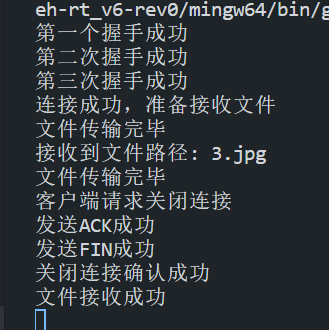 eh-rt_v6-rev0/mingw64/bin/g
第一个握手成功
第二次握手成功
第三次握手成功
连接成功，准备接收文件
文件传输完毕
接收到文件路径: 3.jpg
文件传输完毕
客户端请求关闭连接
发送ACK成功
发送FIN成功
关闭连接确认成功
文件接收成功